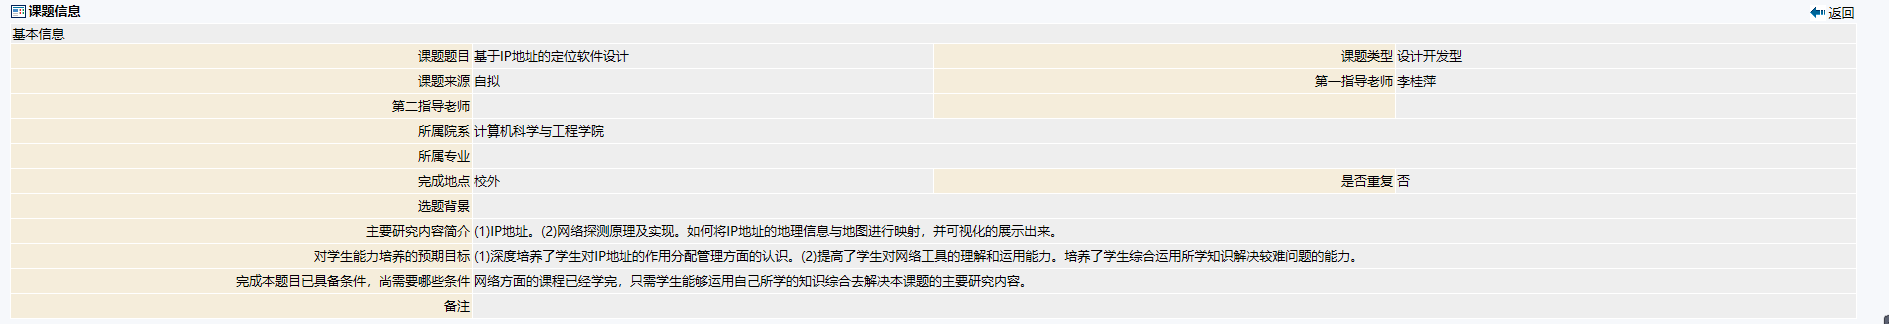 课题信息 返回
基本信息
课题题目 基于IP地址的定位软件设计 课题类型 设计开发型
课题来源 自拟 第一指导老师 李桂萍
第二指导老师
所属院系 计算机科学与工程学院
所属专业
完成地点 校外 是否重复 否
选题背景
主要研究内容简介 (1)IP地址。(2)网络探测原理及实现。如何将IP地址的地理信息与地图进行映射，并可视化的展示出来。
对学生能力培养的预期目标 (1)深度培养了学生对IP地址的作用分配管理方面的认识。(2)提高了学生对网络工具的理解和运用能力。培养了学生综合运用所学知识解决较难问题的能力。
完成本题目已具备条件，尚需要哪些条件 网络方面的课程已经学完，只需学生能够运用自己所学的知识综合去解决本课题的主要研究内容。
备注